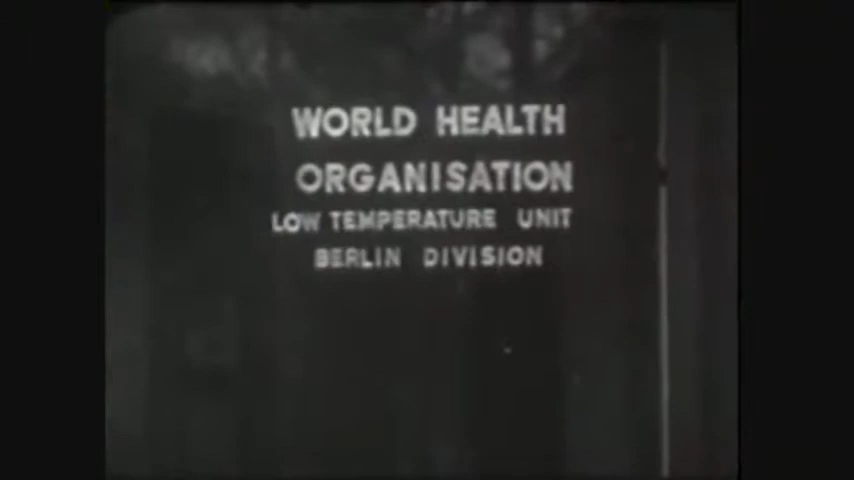 WORLD HEALTH
ORGANISATION
LOW TEMPERATURE UNIT
BERLIN DIVISION